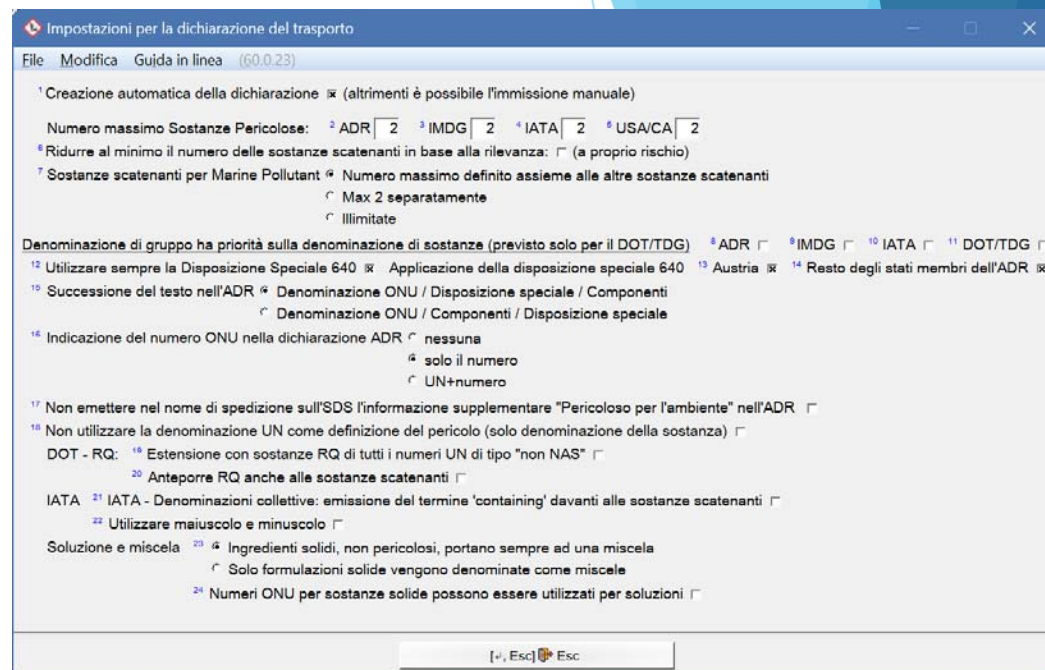 Impostazioni per la dichiarazione del trasporto
File Modifica Guida in linea (60.0.23)
1 Creazione automatica della dichiarazione (altrimenti è possibile l'immissione manuale)
Numero massimo Sostanze Pericolose: 2 ADR 2 3 IMDG 2 4 IATA 2 5 USA/CA 2
6 Ridurre al minimo il numero delle sostanze scatenanti in base alla rilevanza: (a proprio rischio)
7 Sostanze scatenanti per Marine Pollutant Numero massimo definito assieme alle altre sostanze scatenanti
Max 2 separatamente
Illimitate
Denominazione di gruppo ha priorità sulla denominazione di sostanze (previsto solo per il DOT/TDG) 8 ADR 9 IMDG 10 IATA 11 DOT/TDG
12 Utilizzare sempre la Disposizione Speciale 640 Applicazione della disposizione speciale 640 13 Austria 14 Resto degli stati membri dell'ADR
15 Successione del testo nell'ADR Denominazione ONU / Disposizione speciale / Componenti
Denominazione ONU / Componenti / Disposizione speciale
16 Indicazione del numero ONU nella dichiarazione ADR nessuna
solo il numero
UN+numero
17 Non emettere nel nome di spedizione sull'SDS l'informazione supplementare "Pericoloso per l'ambiente" nell'ADR
18 Non utilizzare la denominazione UN come definizione del pericolo (solo denominazione della sostanza)
DOT - RQ: 19 Estensione con sostanze RQ di tutti i numeri UN di tipo "non NAS"
20 Anteporre RQ anche alle sostanze scatenanti
IATA 21 IATA - Denominazioni collettive: emissione del termine 'containing' davanti alle sostanze scatenanti
22 Utilizzare maiuscolo e minuscolo
Soluzione e miscela 23 Ingredienti solidi, non pericolosi, portano sempre ad una miscela
Solo formulazioni solide vengono denominate come miscele
24 Numeri ONU per sostanze solide possono essere utilizzati per soluzioni
[↵, Esc] Esc